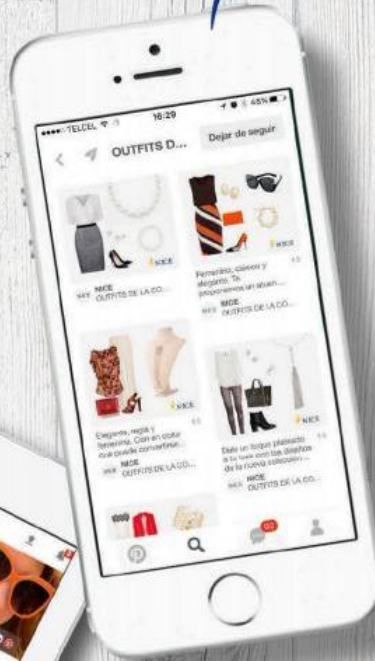 TELCEL 16:29 45%
OUTFITS D... Dejar de seguir
NICE
NICE
OUTFITS DE LA CO...
NICE
Femenino, clásico y
elegante. Te
proponemos un atuen...
NICE
OUTFITS DE LA CO...
NICE
Elegante, regia y
femenina. Con un color
que puede convertirse...
NICE
OUTFITS DE LA CO...
NICE
Dale un toque plateado
a tu look con los diseños
de la nueva colección...
NICE
OUTFITS DE LA CO...